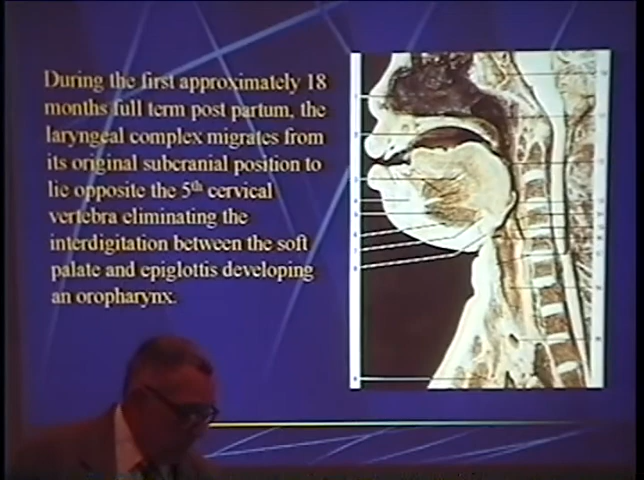 During the first approximately 18
months full term post partum, the
laryngeal complex migrates from
its original subcranial position to
lie opposite the 5th cervical
vertebra eliminating the
interdigitation between the soft
palate and epiglottis developing
an oropharynx.